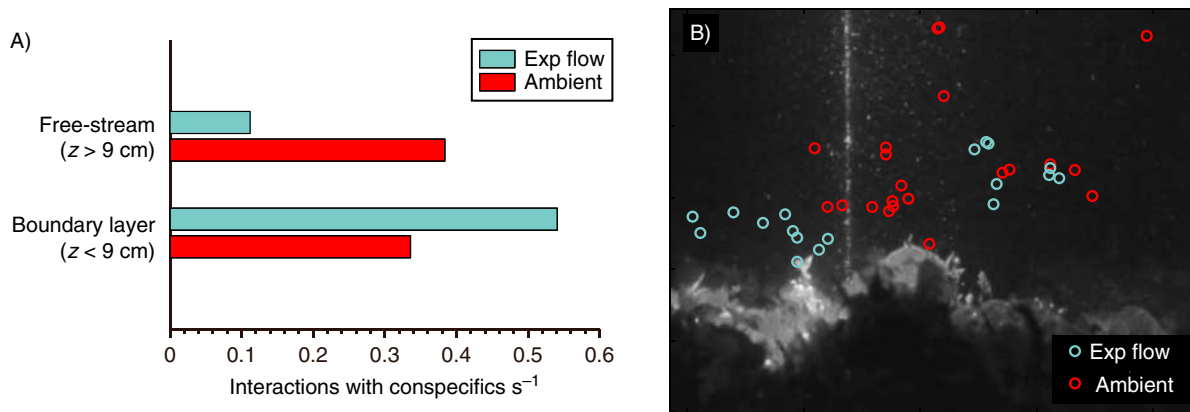 A)
Exp flow
Ambient
Free-stream
(z > 9 cm)
Boundary layer
(z < 9 cm)
0 0.1 0.2 0.3 0.4 0.5 0.6
Interactions with conspecifics s⁻¹
B)
Exp flow
Ambient